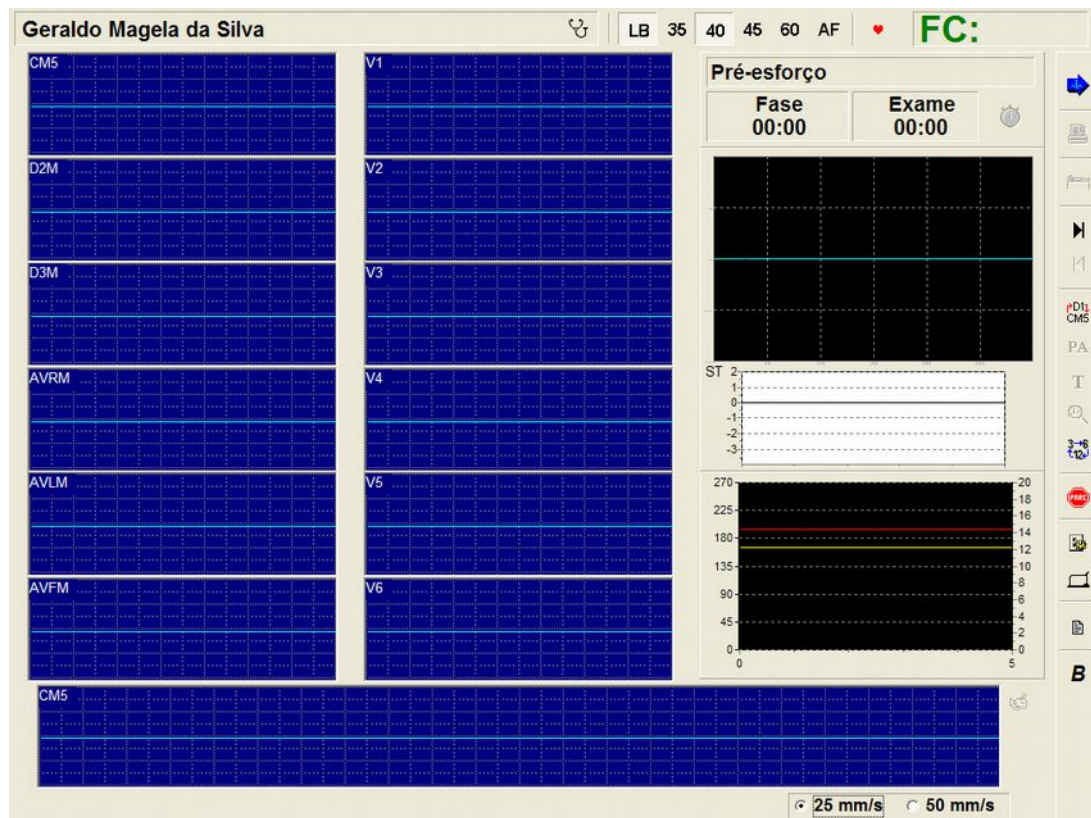 Geraldo Magela da Silva
LB 35 40 45 60 AF
FC:
CM5
V1
D2M
V2
D3M
V3
AVRM
V4
AVLM
V5
AVFM
V6
CM5
25 mm/s 50 mm/s
Pré-esforço
Fase Exame
00:00 00:00
ST 2
1
0
-1
-2
-3
270 20
18
225 16
14
180 12
135 10
8
90 6
4
45 2
0 0
0 5
D1
CM5
PA
T
3 6
12
PARE
B